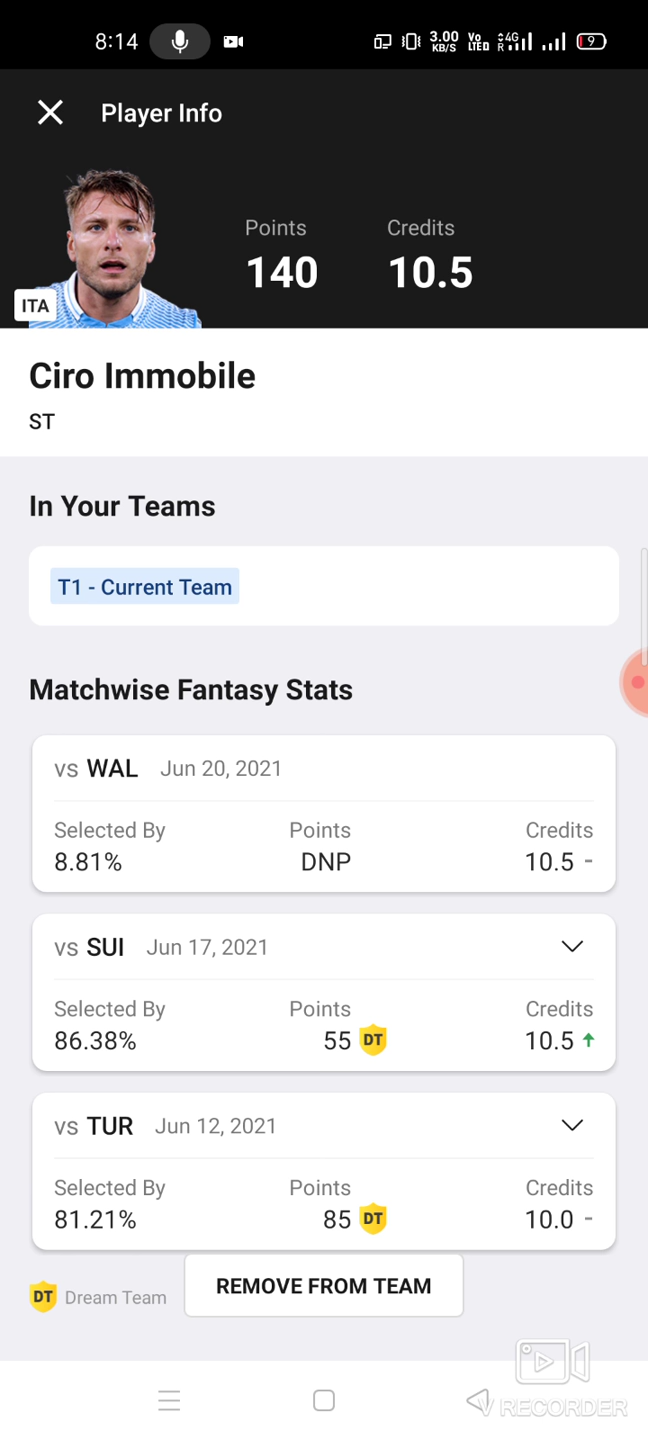 8:14 3.00 KB/S Vo LTED 4G R 9
Player Info
Points Credits
140 10.5
ITA
Ciro Immobile
ST
In Your Teams
T1 - Current Team
Matchwise Fantasy Stats
vs WAL Jun 20, 2021
Selected By Points Credits
8.81% DNP 10.5 -
vs SUI Jun 17, 2021
Selected By Points Credits
86.38% 55 DT 10.5
vs TUR Jun 12, 2021
Selected By Points Credits
81.21% 85 DT 10.0 -
DT Dream Team
REMOVE FROM TEAM
V RECORDER